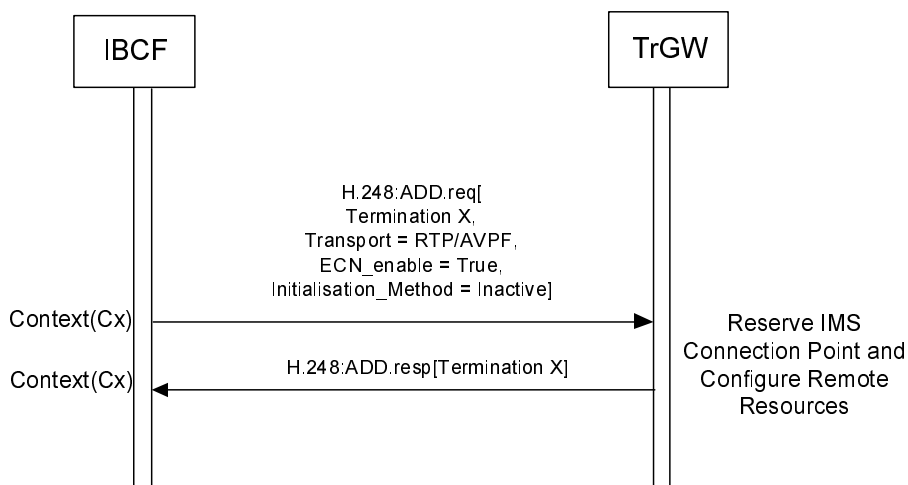 IBCF
TrGW
H.248:ADD.req[
Termination X,
Transport = RTP/AVPF,
ECN_enable = True,
Initialisation_Method = Inactive]
Context(Cx)
Reserve IMS
Connection Point and
Configure Remote
Resources
H.248:ADD.resp[Termination X]
Context(Cx)